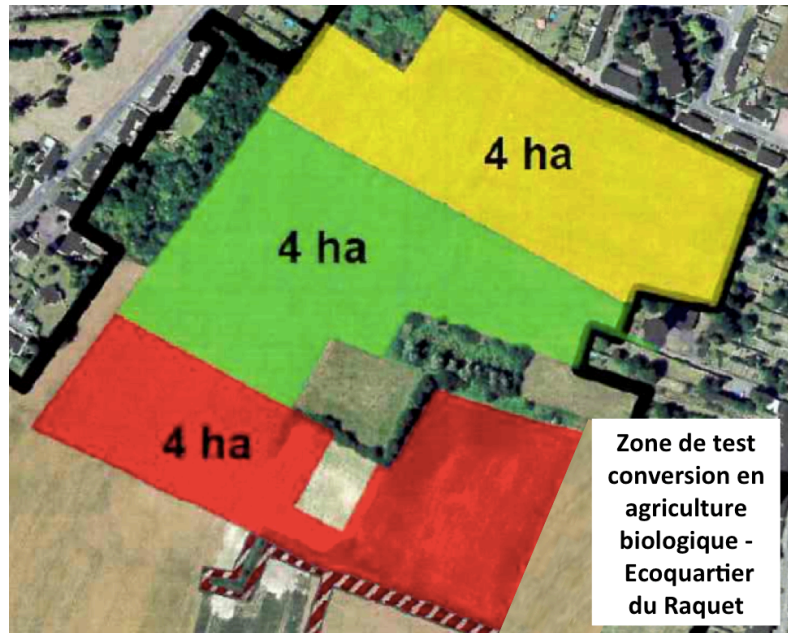 4 ha
4 ha
4 ha
Zone de test
conversion en
agriculture
biologique -
Ecoquartier
du Raquet